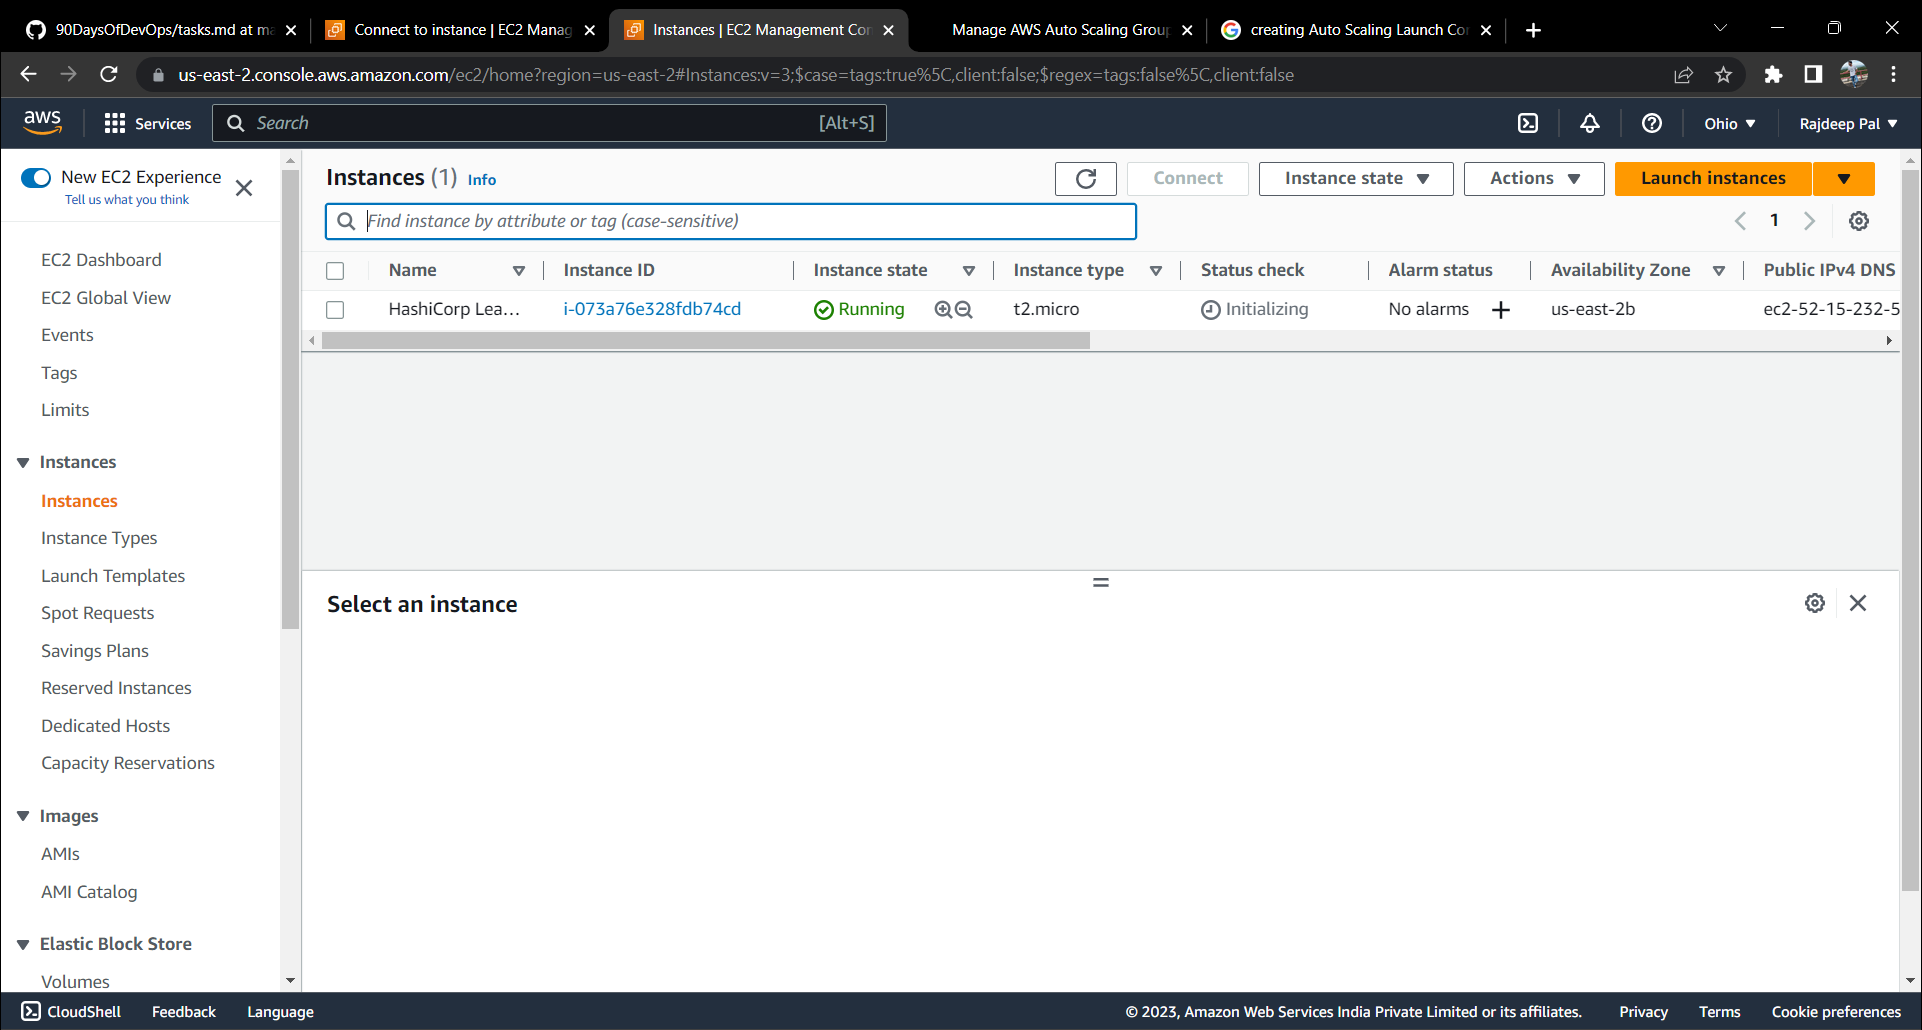 90DaysOfDevOps/tasks.md at ma
Connect to instance | EC2 Manag
Instances | EC2 Management Con
Manage AWS Auto Scaling Group
creating Auto Scaling Launch Con
us-east-2.console.aws.amazon.com/ec2/home?region=us-east-2#Instances:v=3;$case=tags:true%5C,client:false;$regex=tags:false%5C,client:false
aws
Services
Search
[Alt+S]
Ohio
Rajdeep Pal
New EC2 Experience
Tell us what you think
EC2 Dashboard
EC2 Global View
Events
Tags
Limits
Instances
Instances
Instance Types
Launch Templates
Spot Requests
Savings Plans
Reserved Instances
Dedicated Hosts
Capacity Reservations
Images
AMIs
AMI Catalog
Elastic Block Store
Volumes
Instances (1) Info
Connect
Instance state
Actions
Launch instances
Find instance by attribute or tag (case-sensitive)
1
Name Instance ID Instance state Instance type Status check Alarm status Availability Zone Public IPv4 DNS
HashiCorp Lea... i-073a76e328fdb74cd Running t2.micro Initializing No alarms + us-east-2b ec2-52-15-232-5
Select an instance
CloudShell Feedback Language © 2023, Amazon Web Services India Private Limited or its affiliates. Privacy Terms Cookie preferences